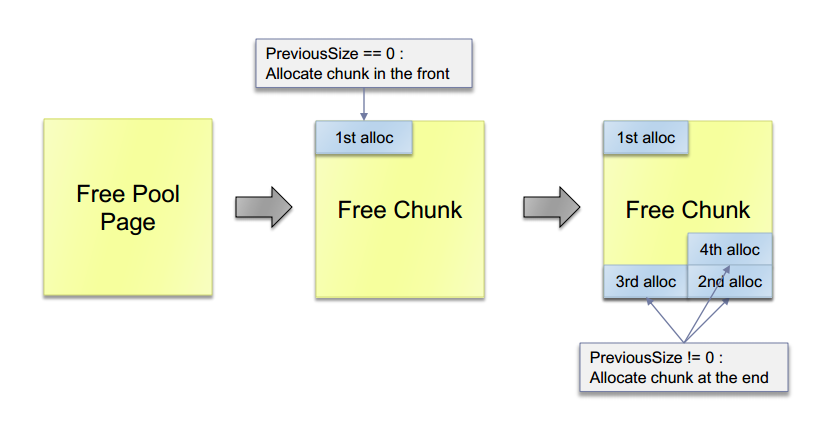 PreviousSize == 0 :
Allocate chunk in the front
Free Pool
Page
1st alloc
Free Chunk
1st alloc
Free Chunk
4th alloc
3rd alloc
2nd alloc
PreviousSize != 0 :
Allocate chunk at the end